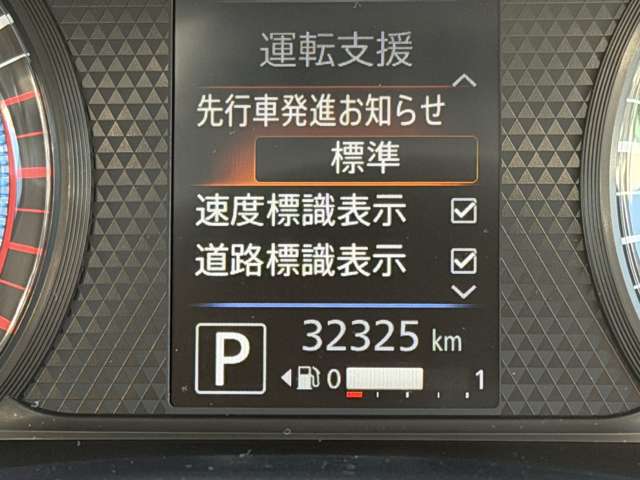 運転支援
先行車発進お知らせ
標準
速度標識表示
道路標識表示
P 32325 km
0 1